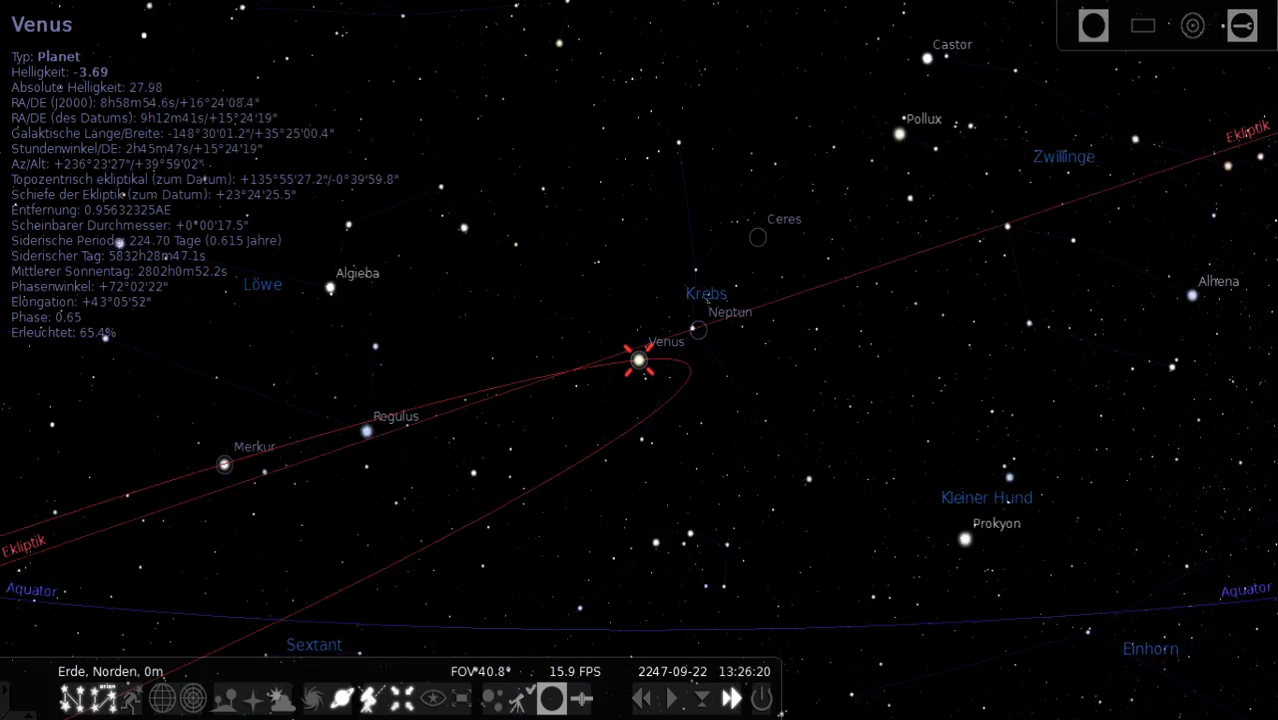 Venus
Typ: Planet
Helligkeit: -3.69
Absolute Helligkeit: 27.98
RA/DE (J2000): 8h58m54.6s/+16°24'08.4"
RA/DE (des Datums): 9h12m41s/+15°24'19"
Galaktische Länge/Breite: -148°30'01.2"/+35°25'00.4"
Stundenwinkel/DE: 2h45m47s/+15°24'19"
Az/Alt: +236°23'27"/+39°59'02"
Topozentrisch ekliptikal (zum Datum): +135°55'27.2"/-0°39'59.8"
Schiefe der Ekliptik (zum Datum): +23°24'25.5"
Entfernung: 0.95632325AE
Scheinbarer Durchmesser: +0°00'17.5"
Siderische Periode: 224.70 Tage (0.615 Jahre)
Siderischer Tag: 5832h28m47.1s
Mittlerer Sonnentag: 2802h0m52.2s
Phasenwinkel: +72°02'22"
Elongation: +43°05'52"
Phase: 0.65
Erleuchtet: 65.4%
Castor
Pollux
Ekliptik
Zwillinge
Ceres
Algieba
Löwe
Krebs
Alhena
Neptun
Venus
Regulus
Merkur
Kleiner Hund
Prokyon
Ekliptik
Äquator
Äquator
Sextant
Einhorn
Erde, Norden, 0m
FOV 40.8°
15.9 FPS
2247-09-22
13:26:20
orion